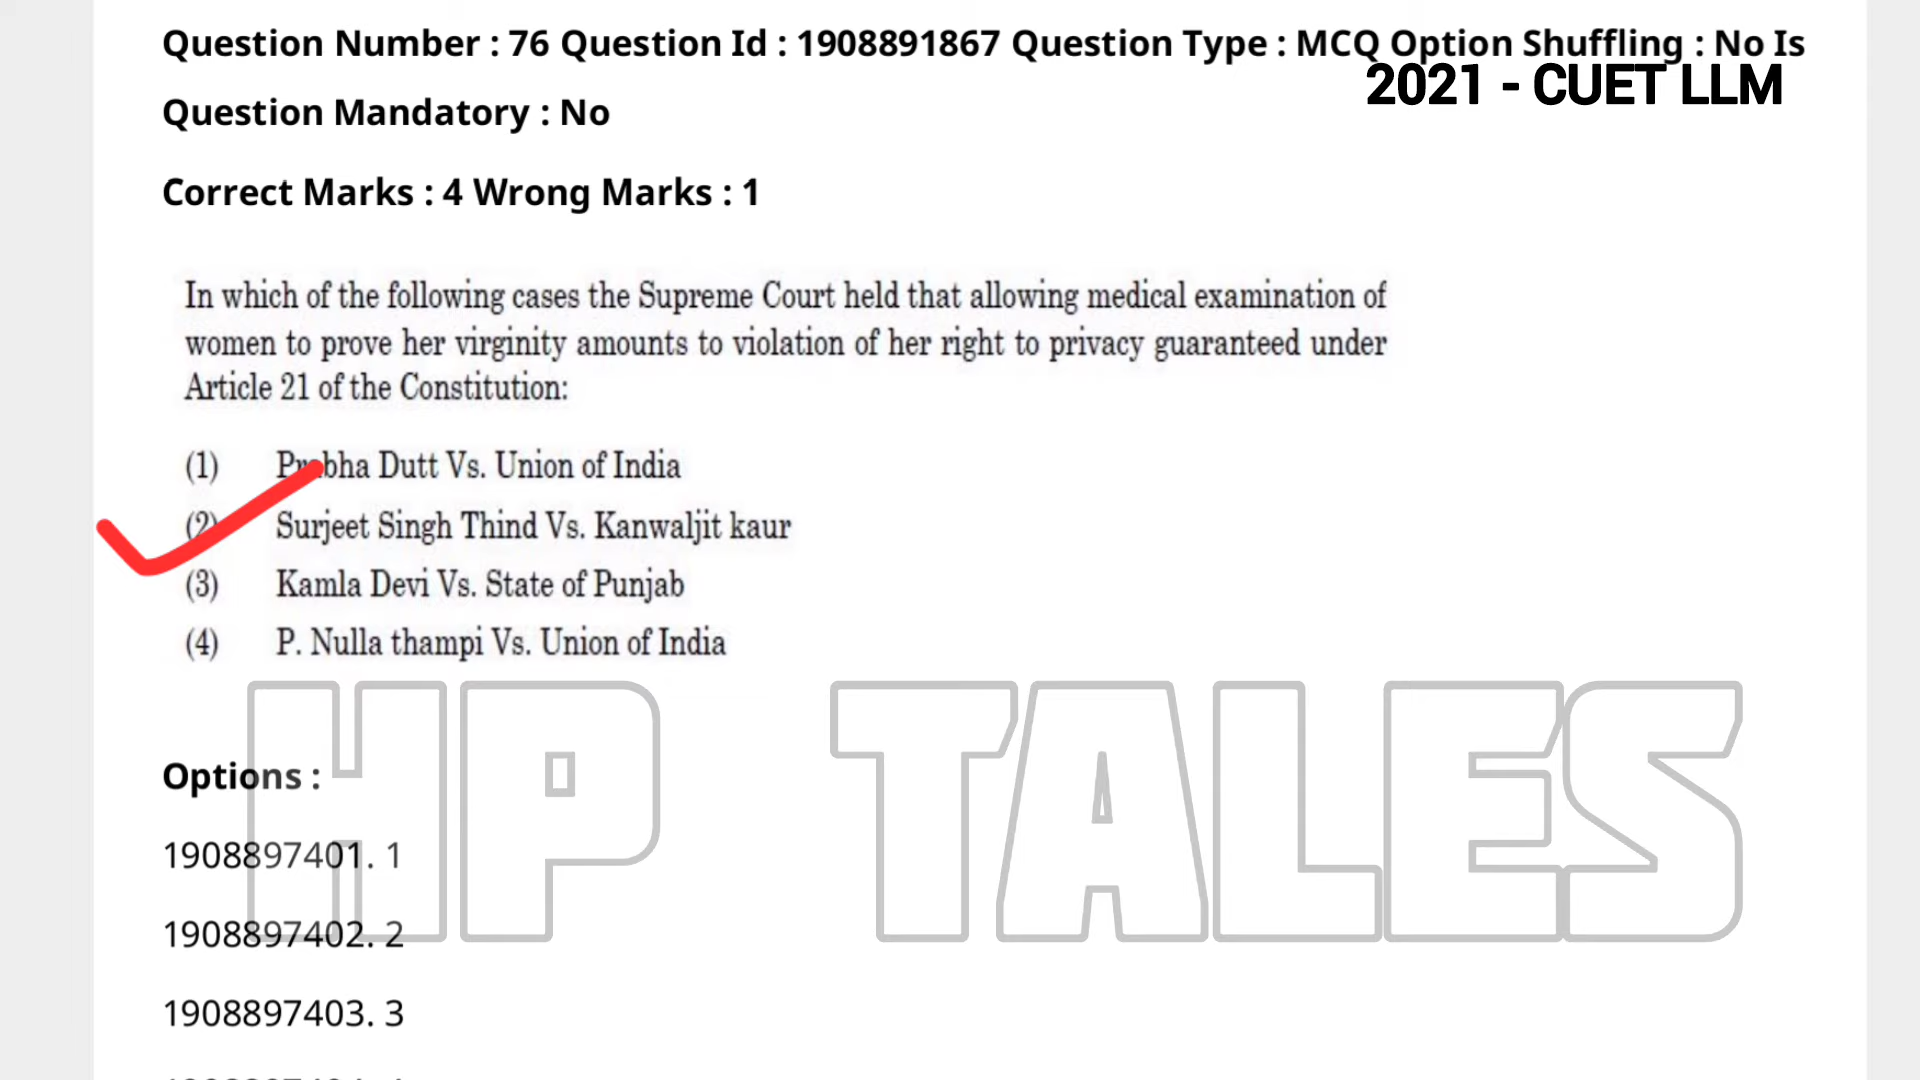 Question Number : 76 Question Id : 1908891867 Question Type : MCQ Option Shuffling : No Is
2021 - CUET LLM
Question Mandatory : No
Correct Marks : 4 Wrong Marks : 1
In which of the following cases the Supreme Court held that allowing medical examination of
women to prove her virginity amounts to violation of her right to privacy guaranteed under
Article 21 of the Constitution:
(1) Prabha Dutt Vs. Union of India
(2) Surjeet Singh Thind Vs. Kanwaljit kaur
(3) Kamla Devi Vs. State of Punjab
(4) P. Nulla thampi Vs. Union of India
HP TALES
Options :
1908897401. 1
1908897402. 2
1908897403. 3